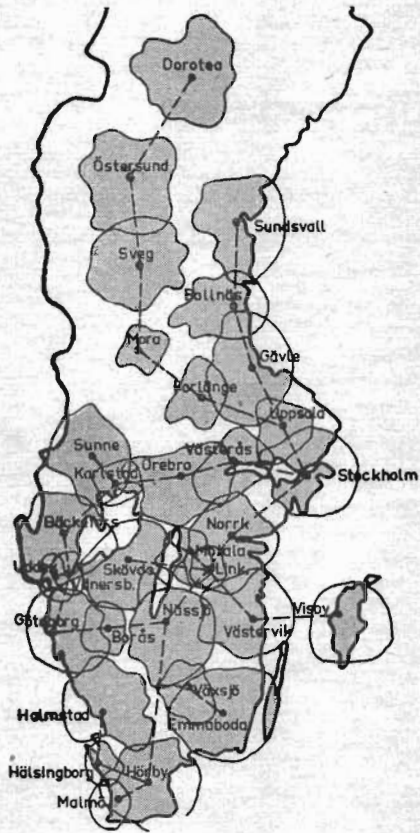 Dorotea
Östersund
Sundsvall
Sveg
Bollnäs
Mora
Gävle
Borlänge
Uppsala
Sunne
Västerås
Karlstad
Örebro
Stockholm
Norrk
Bäckefors
Motala
Skövde
Link.
Vänersb.
Visby
Nässjö
Göteborg
Borås
Västervik
Växsjö
Halmstad
Emmaboda
Hälsingborg
Hörby
Malmö